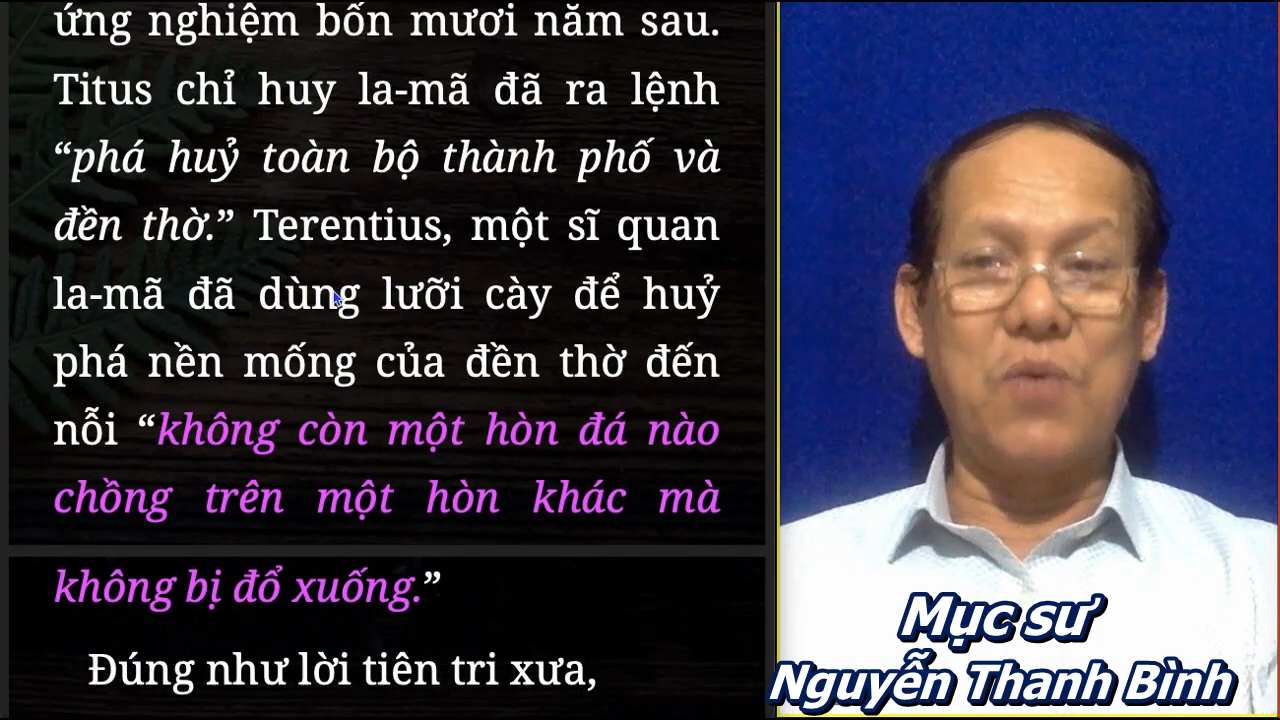 ứng nghiệm bốn mươi năm sau.
Titus chỉ huy la-mã đã ra lệnh
“phá huỷ toàn bộ thành phố và
đền thờ.” Terentius, một sĩ quan
la-mã đã dùng lưỡi cày để huỷ
phá nền mống của đền thờ đến
nỗi “không còn một hòn đá nào
chồng trên một hòn khác mà
không bị đổ xuống.”
Đúng như lời tiên tri xưa,
Mục sư
Nguyễn Thanh Bình